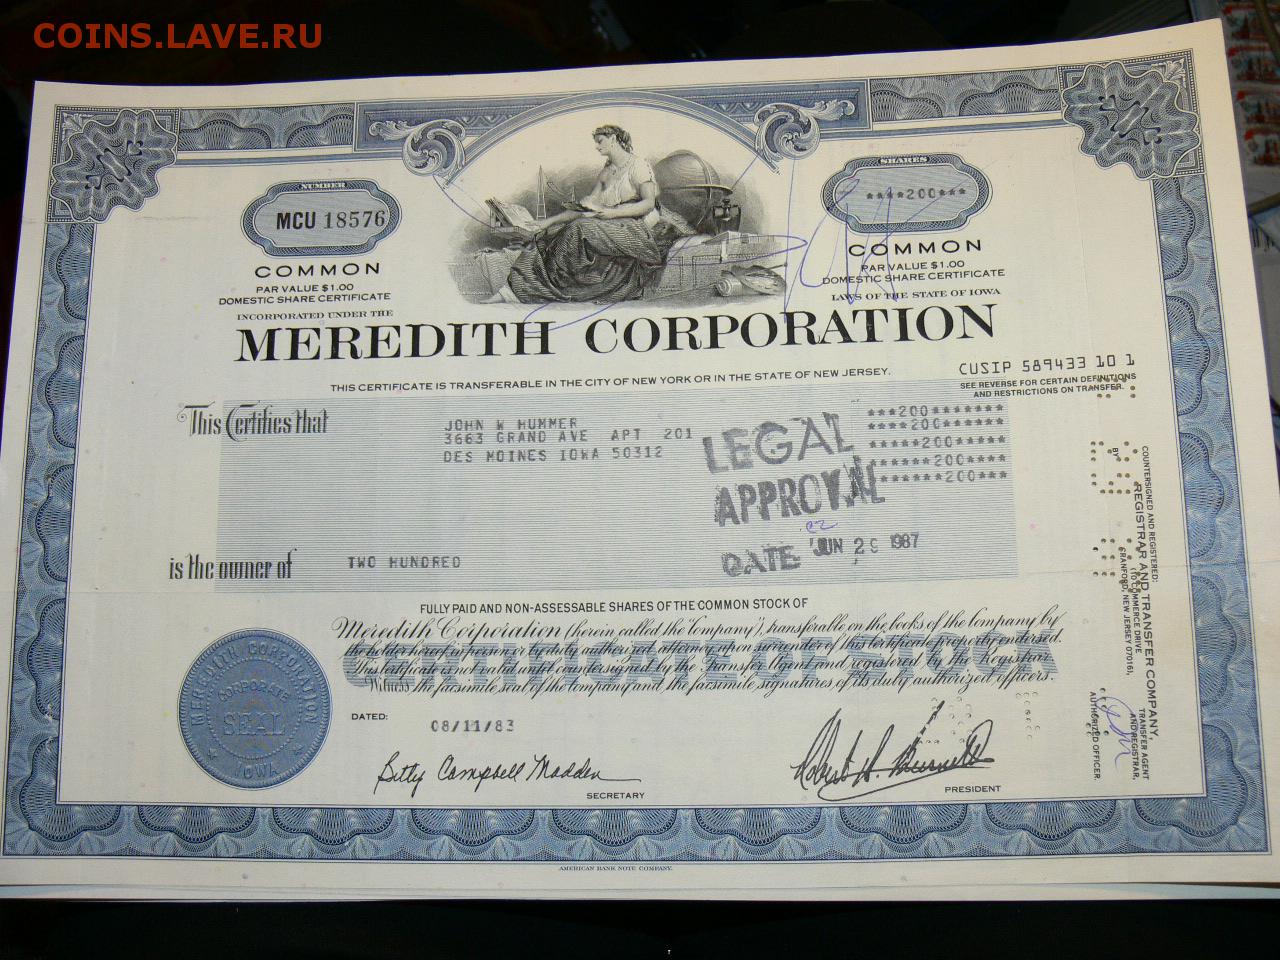 COINS.LAVE.RU
NUMBER
MCU 18576
COMMON
PAR VALUE $1.00
DOMESTIC SHARE CERTIFICATE
SHARES
****200***
COMMON
PAR VALUE $1.00
DOMESTIC SHARE CERTIFICATE
INCORPORATED UNDER THE LAWS OF THE STATE OF IOWA
MEREDITH CORPORATION
THIS CERTIFICATE IS TRANSFERABLE IN THE CITY OF NEW YORK OR IN THE STATE OF NEW JERSEY.
CUSIP 589433 10 1
SEE REVERSE FOR CERTAIN DEFINITIONS
AND RESTRICTIONS ON TRANSFER.
This Certifies that
JOHN W HUMMER
3663 GRAND AVE APT 201
DES MOINES IOWA 50312
***200*******
****200******
*****200*****
******200****
*******200***
LEGAL
APPROVAL
DATE JUN 29 1987
is the owner of
TWO HUNDRED
FULLY PAID AND NON-ASSESSABLE SHARES OF THE COMMON STOCK OF
Meredith Corporation (herein called the "Company"), transferable on the books of the Company by
the holder hereof in person or by duly authorized attorney upon surrender of this certificate properly endorsed.
This certificate is not valid until countersigned by the Transfer Agent and registered by the Registrar.
Witness the facsimile seal of the Company and the facsimile signatures of its duly authorized officers.
MEREDITH CORPORATION
CORPORATE
SEAL
IOWA
DATED:
08/11/83
Betty Campbell Madden
SECRETARY
PRESIDENT
COUNTERSIGNED AND REGISTERED:
REGISTRAR AND TRANSFER COMPANY,
(10 COMMERCE DRIVE
CRANFORD, NEW JERSEY 07016)
TRANSFER AGENT
AND REGISTRAR,
BY
AUTHORIZED OFFICER.
AMERICAN BANK NOTE COMPANY.